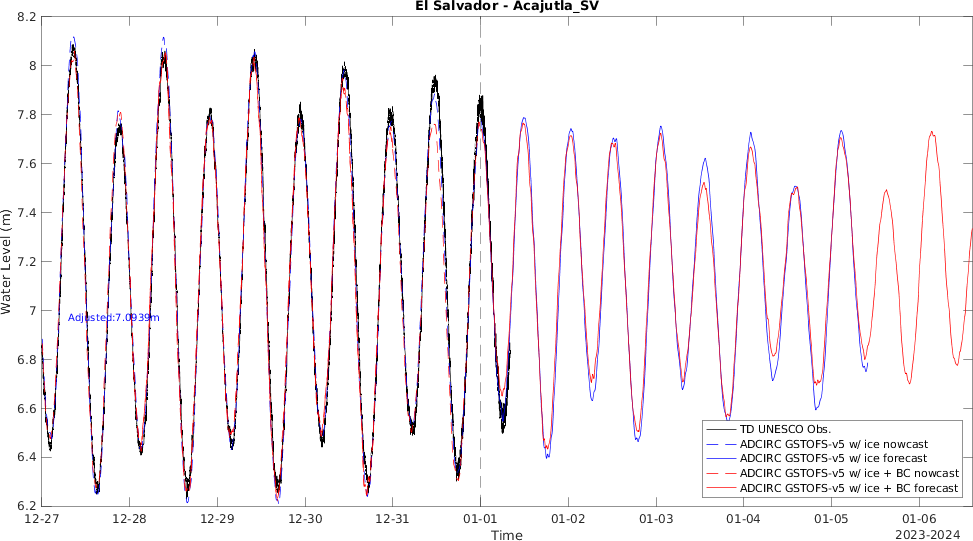 El Salvador - Acajutla_SV
8.2
8
7.8
7.6
7.4
7.2
7
6.8
6.6
6.4
6.2
Water Level (m)
Adjusted:7.0939m
TD UNESCO Obs.
ADCIRC GSTOFS-v5 w/ ice nowcast
ADCIRC GSTOFS-v5 w/ ice forecast
ADCIRC GSTOFS-v5 w/ ice + BC nowcast
ADCIRC GSTOFS-v5 w/ ice + BC forecast
12-27 12-28 12-29 12-30 12-31 01-01 01-02 01-03 01-04 01-05 01-06
Time
2023-2024